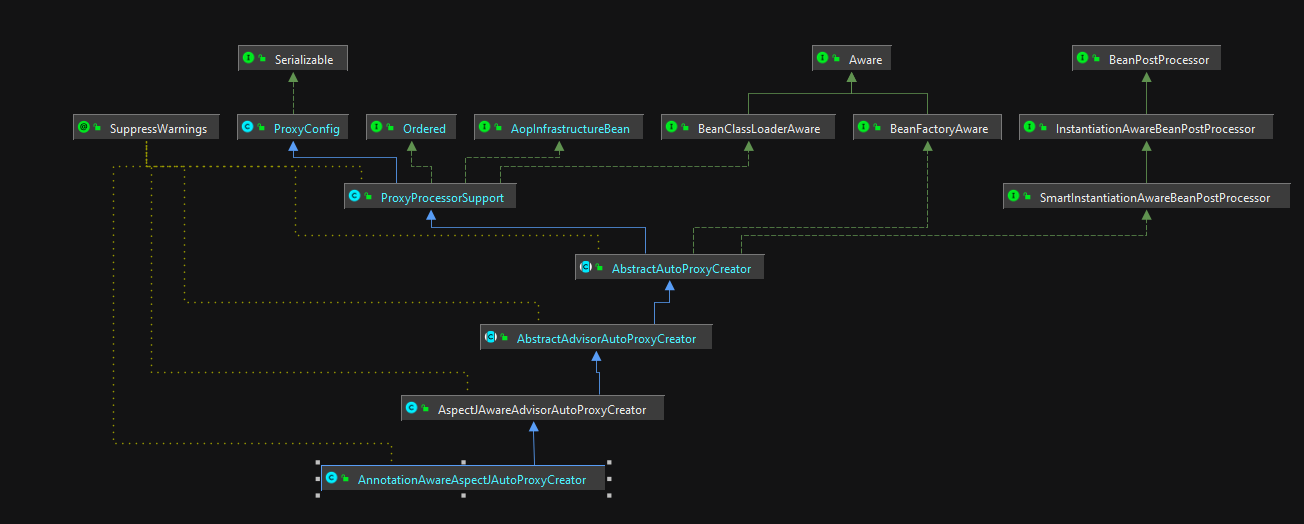 Serializable
Aware
BeanPostProcessor
SuppressWarnings
ProxyConfig
Ordered
AopInfrastructureBean
BeanClassLoaderAware
BeanFactoryAware
InstantiationAwareBeanPostProcessor
ProxyProcessorSupport
SmartInstantiationAwareBeanPostProcessor
AbstractAutoProxyCreator
AbstractAdvisorAutoProxyCreator
AspectJAwareAdvisorAutoProxyCreator
AnnotationAwareAspectJAutoProxyCreator